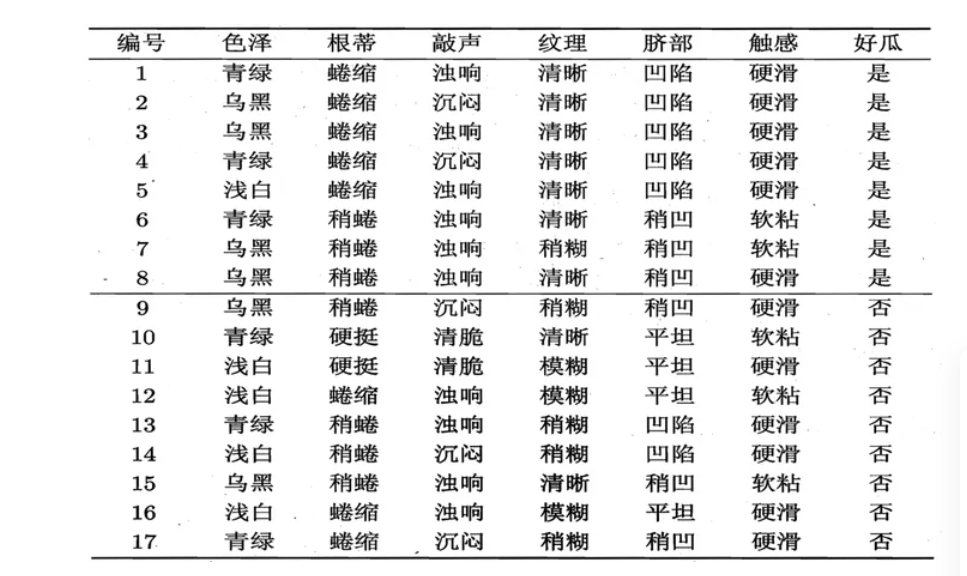 编号 色泽 根蒂 敲声 纹理 脐部 触感 好瓜
1 青绿 蜷缩 浊响 清晰 凹陷 硬滑 是
2 乌黑 蜷缩 沉闷 清晰 凹陷 硬滑 是
3 乌黑 蜷缩 浊响 清晰 凹陷 硬滑 是
4 青绿 蜷缩 沉闷 清晰 凹陷 硬滑 是
5 浅白 蜷缩 浊响 清晰 凹陷 硬滑 是
6 青绿 稍蜷 浊响 清晰 稍凹 软粘 是
7 乌黑 稍蜷 浊响 稍糊 稍凹 软粘 是
8 乌黑 稍蜷 浊响 清晰 稍凹 硬滑 是
9 乌黑 稍蜷 沉闷 稍糊 稍凹 硬滑 否
10 青绿 硬挺 清脆 清晰 平坦 软粘 否
11 浅白 硬挺 清脆 模糊 平坦 硬滑 否
12 浅白 蜷缩 浊响 模糊 平坦 软粘 否
13 青绿 稍蜷 浊响 稍糊 凹陷 硬滑 否
14 浅白 稍蜷 沉闷 稍糊 凹陷 硬滑 否
15 乌黑 稍蜷 浊响 清晰 稍凹 软粘 否
16 浅白 蜷缩 浊响 模糊 平坦 硬滑 否
17 青绿 蜷缩 沉闷 稍糊 稍凹 硬滑 否